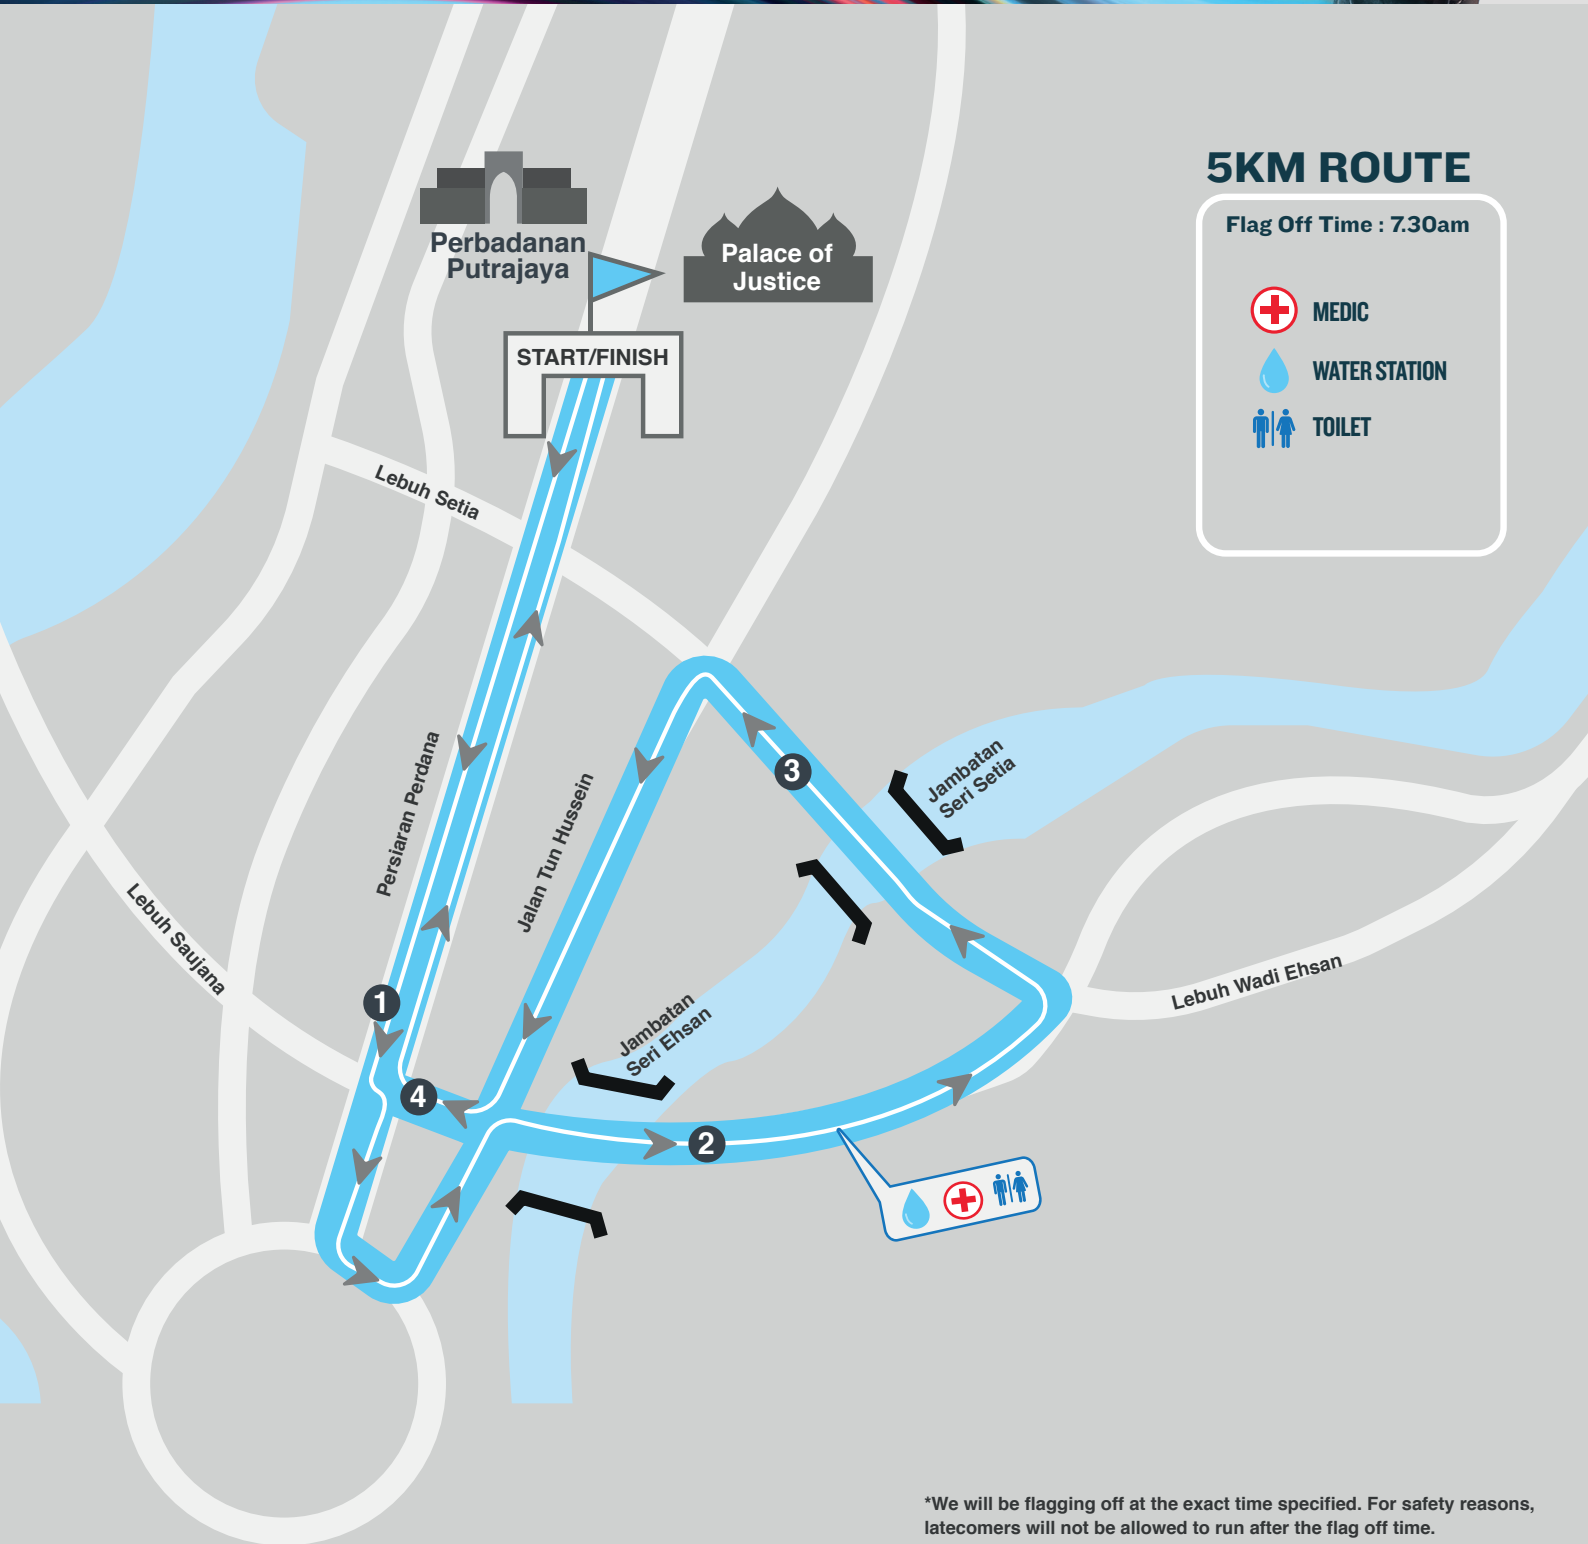 5KM ROUTE
Flag Off Time : 7.30am
MEDIC
WATER STATION
TOILET
Perbadanan
Putrajaya
Palace of
Justice
START/FINISH
Lebuh Setia
Persiaran Perdana
Jalan Tun Hussein
3
Jambatan
Seri Setia
Lebuh Saujana
1
Lebuh Wadi Ehsan
Jambatan
Seri Ehsan
4
2
*We will be flagging off at the exact time specified. For safety reasons,
latecomers will not be allowed to run after the flag off time.